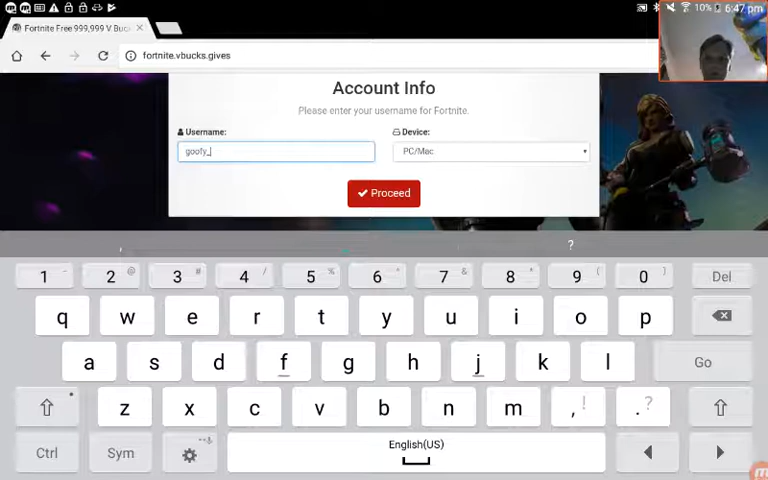 10% 6:47 pm
Fortnite Free 999,999 V Buc
fortnite.vbucks.gives
Account Info
Please enter your username for Fortnite.
Username: Device:
goofy_ PC/Mac
Proceed
, ?
1 - 2 @ 3 # 4 / 5 % 6 ^ 7 & 8 * 9 ( 0 ) Del
q w e r t y u i o p
a s d f g h j k l Go
z x c v b n m , ! . ?
Ctrl Sym English(US)